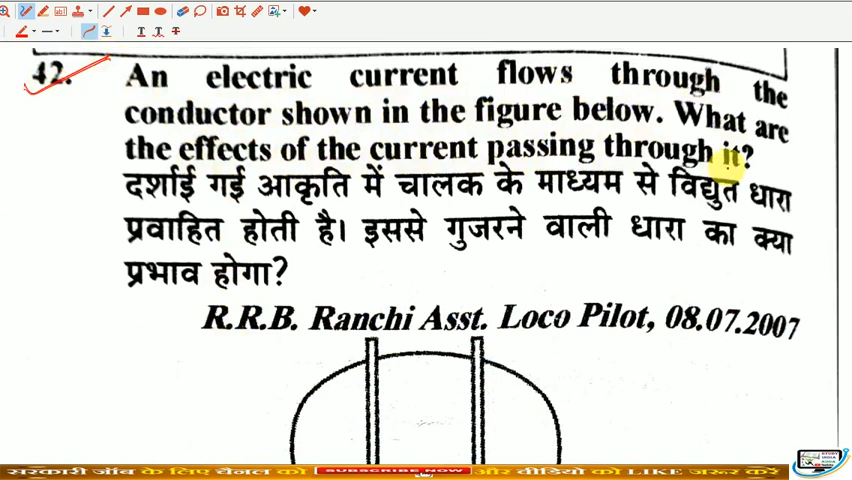 42. An electric current flows through the
conductor shown in the figure below. What are
the effects of the current passing through it?
दर्शाई गई आकृति में चालक के माध्यम से विद्युत धारा
प्रवाहित होती है। इससे गुजरने वाली धारा का क्या
प्रभाव होगा?
R.R.B. Ranchi Asst. Loco Pilot, 08.07.2007
सरकारी जॉब के लिए चैनल को SUBSCRIBE NOW और वीडियो को LIKE जरूर करें